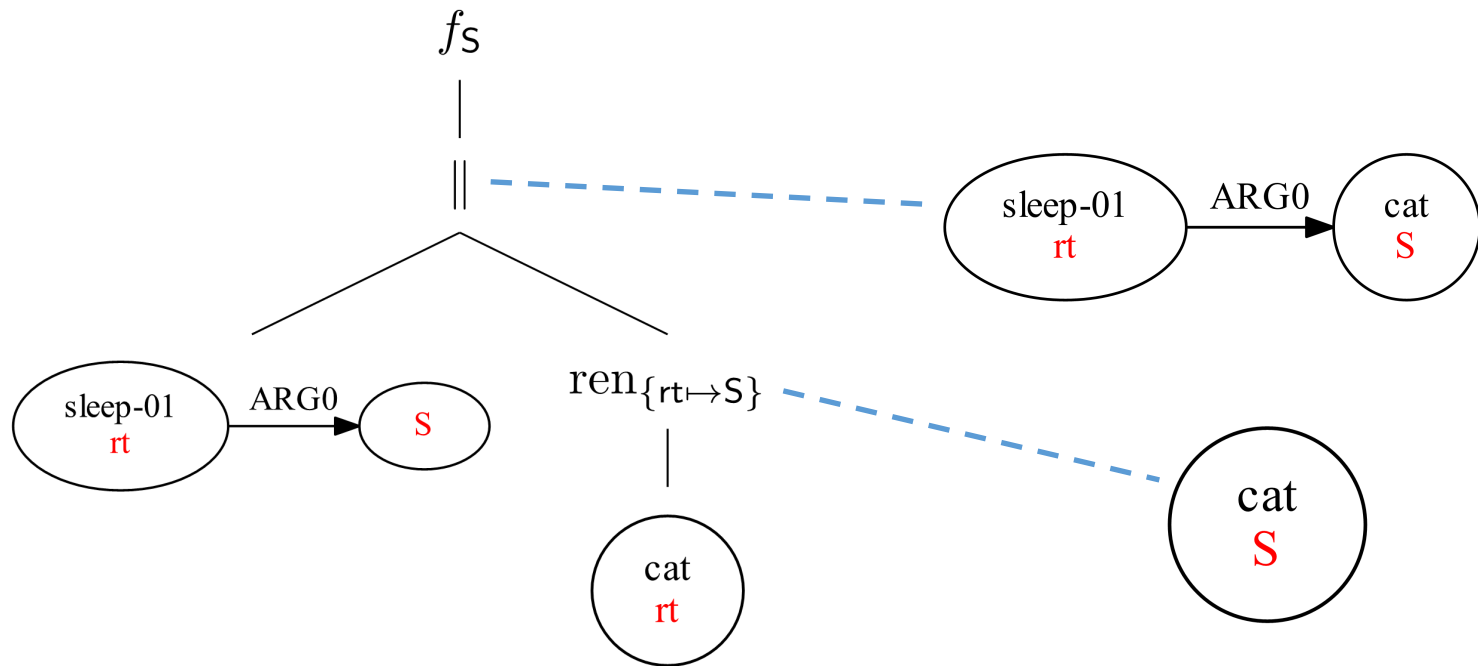 f_S
||
sleep-01
rt
ARG0
cat
S
sleep-01
rt
ARG0
S
ren_{rt↦S}
cat
S
cat
rt